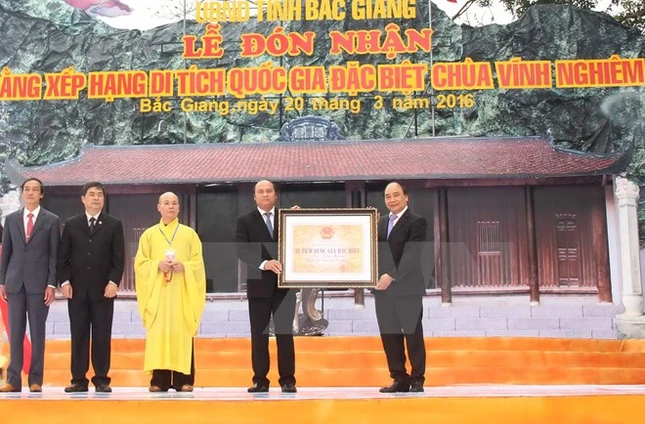 UBND TỈNH BẮC GIANG
LỄ ĐÓN NHẬN
ẰNG XẾP HẠNG DI TÍCH QUỐC GIA ĐẶC BIỆT CHÙA VĨNH NGHIÊM
Bắc Giang, ngày 20 tháng 3 năm 2016
DI TÍCH QUỐC GIA ĐẶC BIỆT